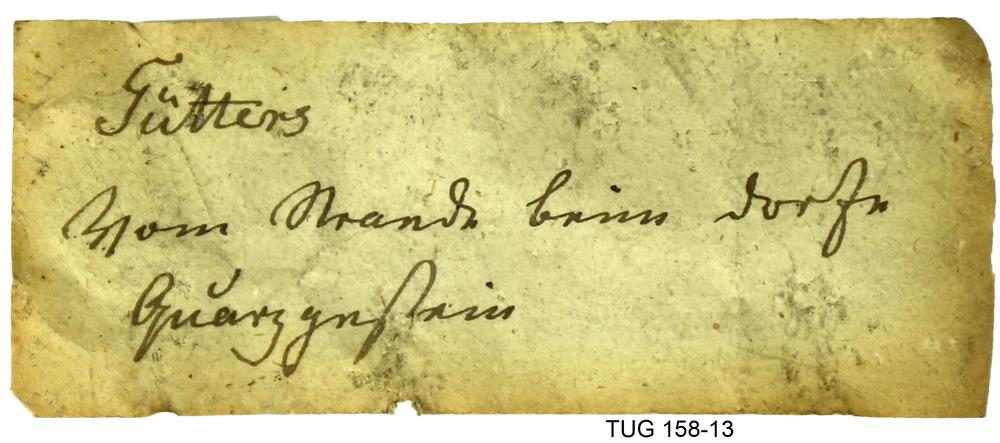 Tütters
Vom Strande beim dorfe
Quarzgestein
TUG 158-13